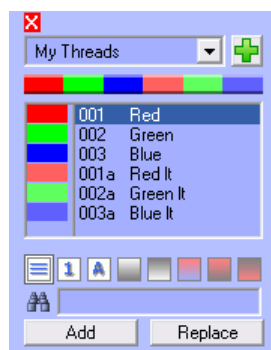 My Threads
001 Red
002 Green
003 Blue
001a Red lt
002a Green lt
003a Blue lt
1 A
Add Replace